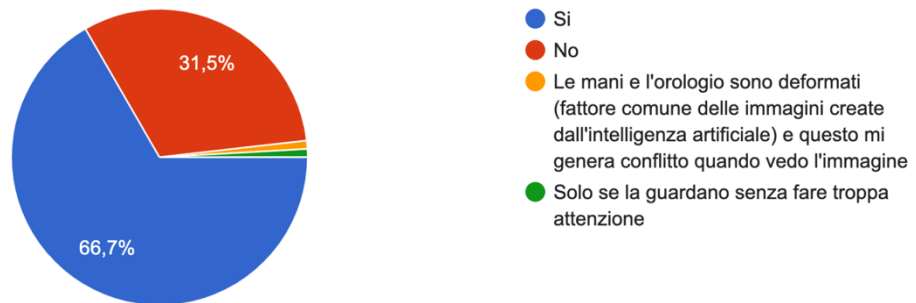 31,5%
66,7%
Si
No
Le mani e l'orologio sono deformati
(fattore comune delle immagini create
dall'intelligenza artificiale) e questo mi
genera conflitto quando vedo l'immagine
Solo se la guardano senza fare troppa
attenzione